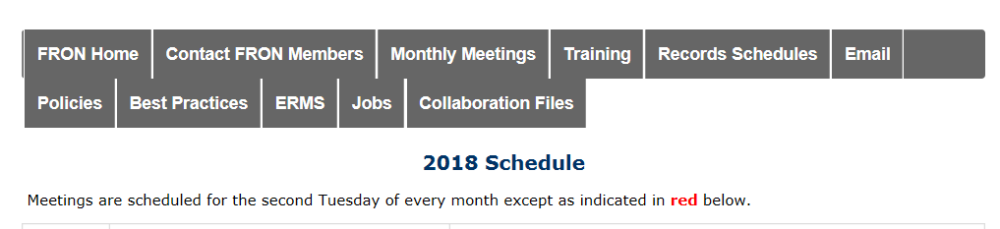 FRON Home Contact FRON Members Monthly Meetings Training Records Schedules Email
Policies Best Practices ERMS Jobs Collaboration Files
2018 Schedule
Meetings are scheduled for the second Tuesday of every month except as indicated in red below.